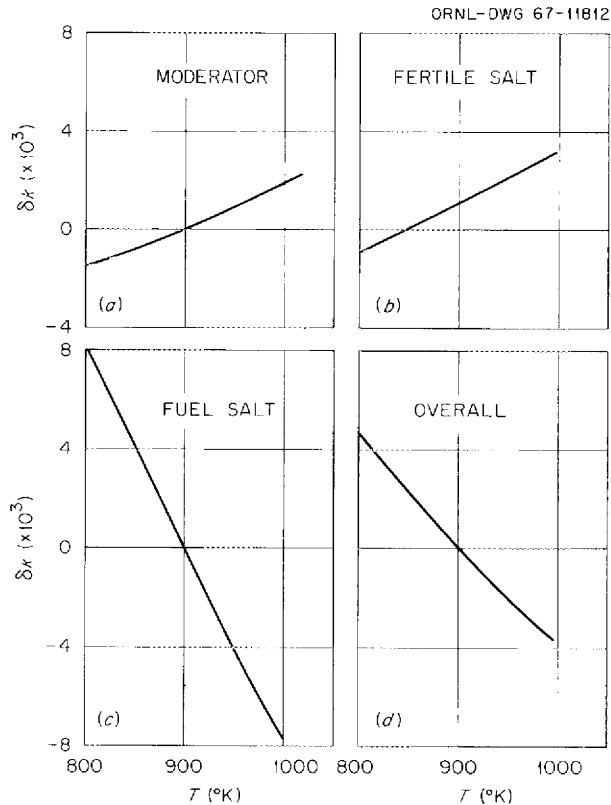 ORNL-DWG 67-11812
8
4
0
-4
δk (×10³)
MODERATOR
(a)
FERTILE SALT
(b)
8
4
0
-4
-8
δk (×10³)
FUEL SALT
(c)
OVERALL
(d)
800 900 1000 800 900 1000
T (°K) T (°K)